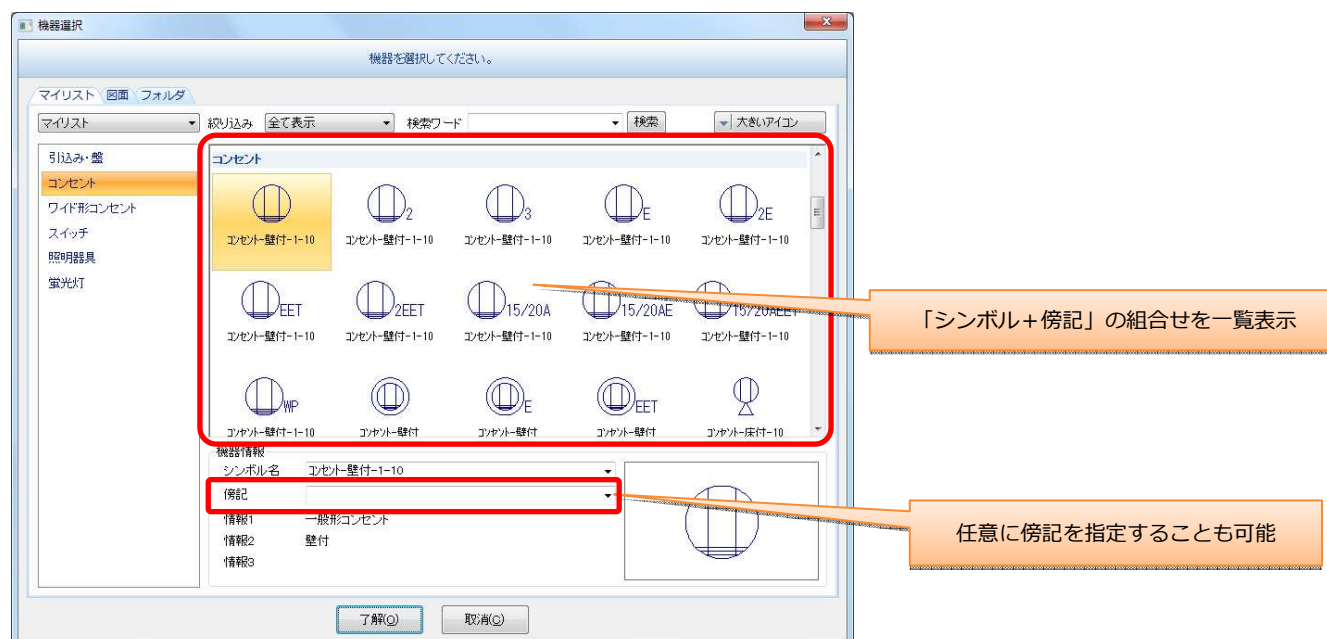 機器選択
機器を選択してください。
マイリスト 図面 フォルダ
マイリスト 絞り込み 全て表示 検索ワード 検索 大きいアイコン
引込み・盤
コンセント
ワイド形コンセント
スイッチ
照明器具
蛍光灯
コンセント
2 3 E 2E
コンセント-壁付-1-10 コンセント-壁付-1-10 コンセント-壁付-1-10 コンセント-壁付-1-10 コンセント-壁付-1-10
EET 2EET 15/20A 15/20AE 15/20AEET
コンセント-壁付-1-10 コンセント-壁付-1-10 コンセント-壁付-1-10 コンセント-壁付-1-10 コンセント-壁付-1-10
WP E EET
コンセント-壁付-1-10 コンセント-壁付 コンセント-壁付 コンセント-壁付 コンセント-床付-10
「シンボル+傍記」の組合せを一覧表示
機器情報
シンボル名 コンセント-壁付-1-10
傍記
情報1 一般形コンセント
情報2 壁付
情報3
任意に傍記を指定することも可能
了解(O) 取消(C)